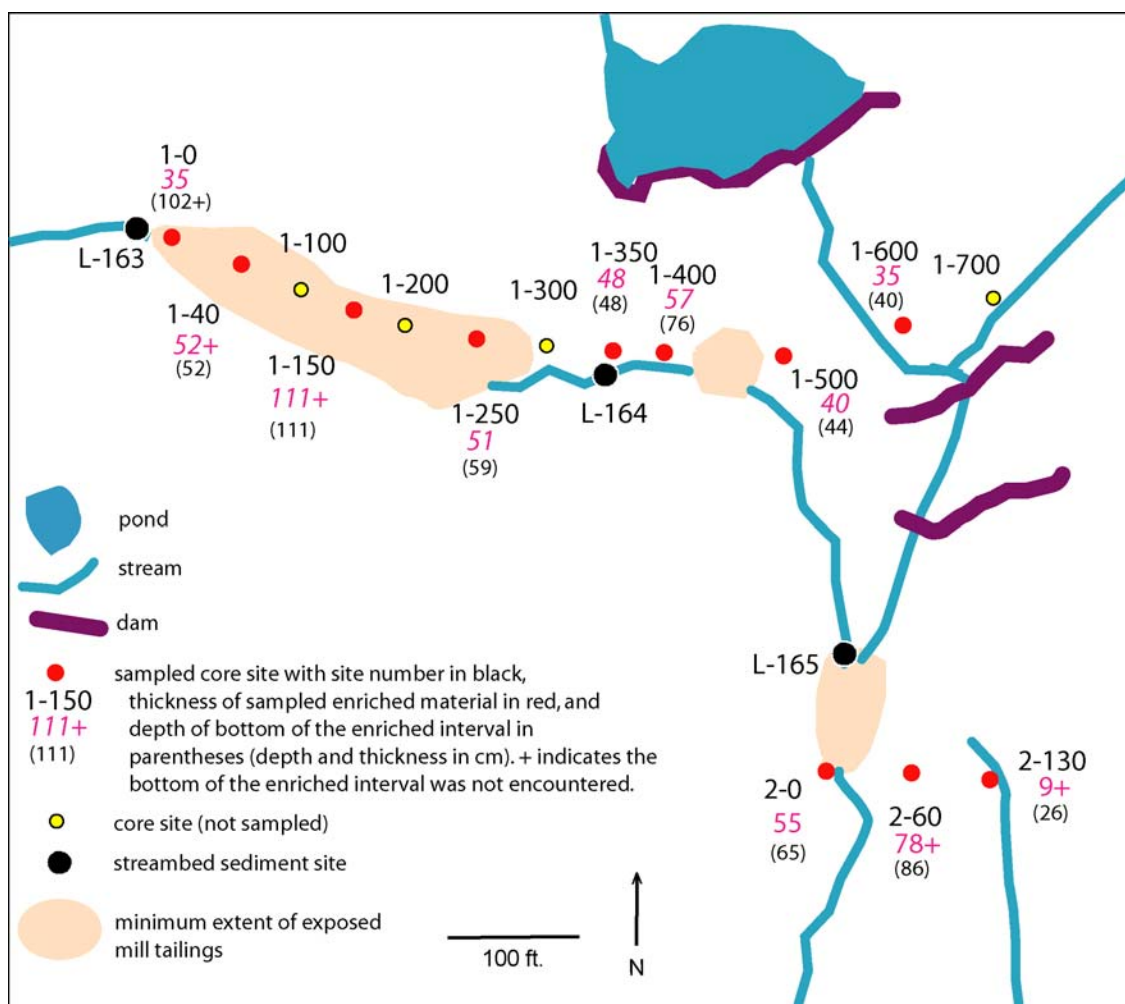 1-0
35
(102+)
L-163
1-100
1-40
52+
(52)
1-200
1-150
111+
(111)
1-250
51
(59)
1-300
1-350
48
(48)
L-164
1-400
57
(76)
1-500
40
(44)
1-600
35
(40)
1-700
L-165
2-0
55
(65)
2-60
78+
(86)
2-130
9+
(26)
pond
stream
dam
1-150
111+
(111)
sampled core site with site number in black,
thickness of sampled enriched material in red, and
depth of bottom of the enriched interval in
parentheses (depth and thickness in cm). + indicates the
bottom of the enriched interval was not encountered.
core site (not sampled)
streambed sediment site
minimum extent of exposed
mill tailings
100 ft.
N